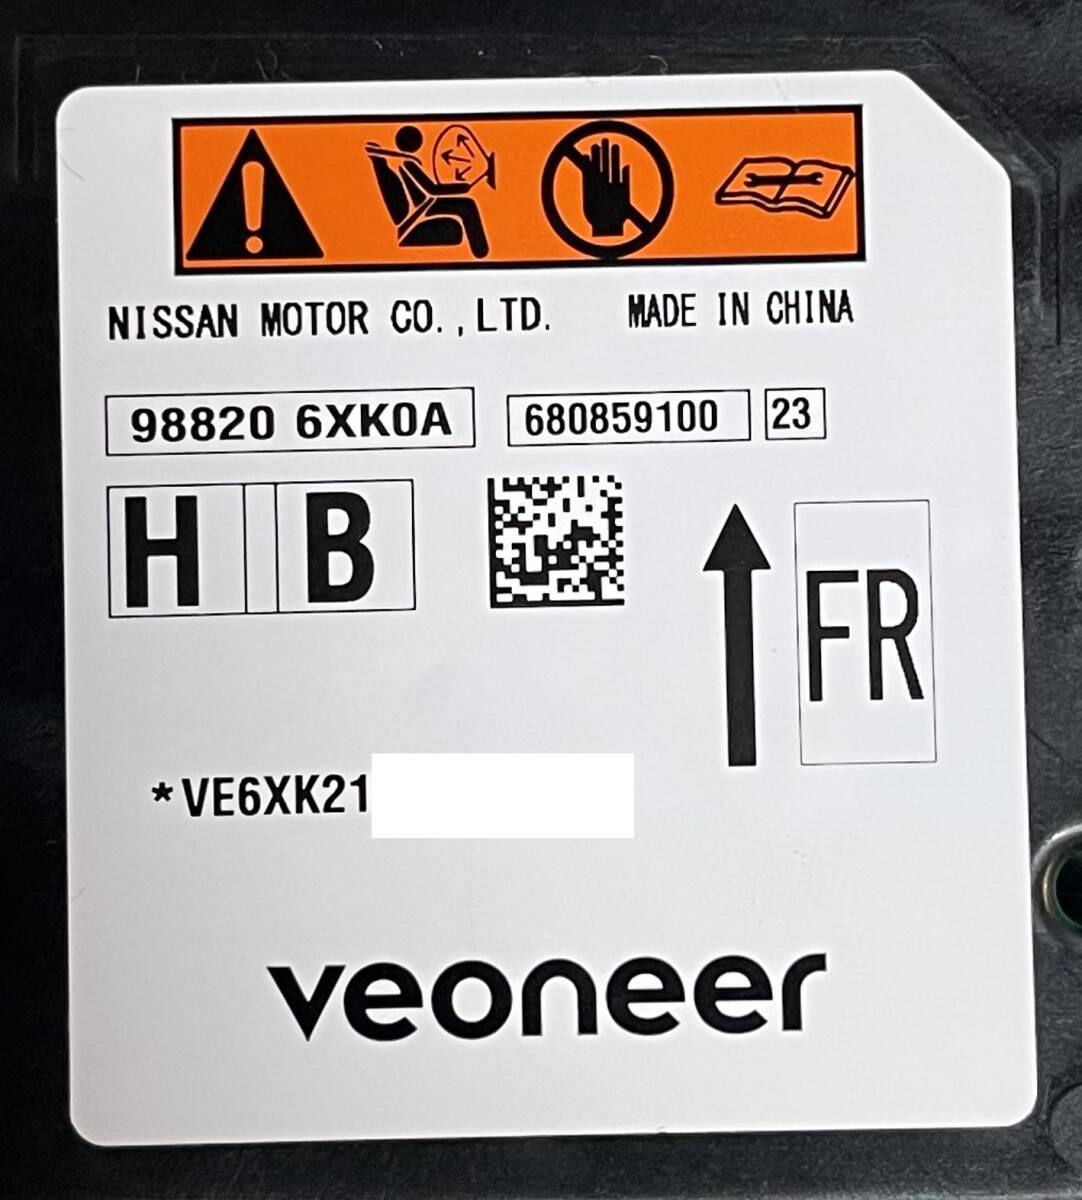 NISSAN MOTOR CO.,LTD. MADE IN CHINA
98820 6XK0A 680859100 23
H B
FR
*VE6XK21
veoneer